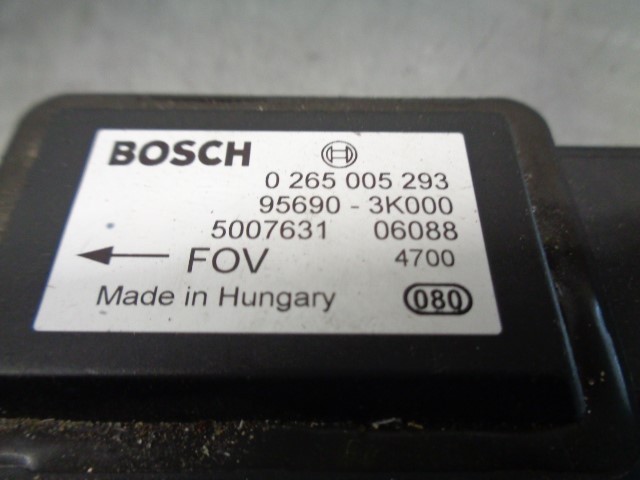 BOSCH
0 265 005 293
95690 - 3K000
5007631 06088
FOV 4700
Made in Hungary 080